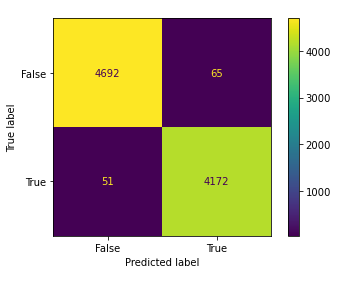 False
4692
65
True label
True
51
4172
False
True
Predicted label
4000
3000
2000
1000